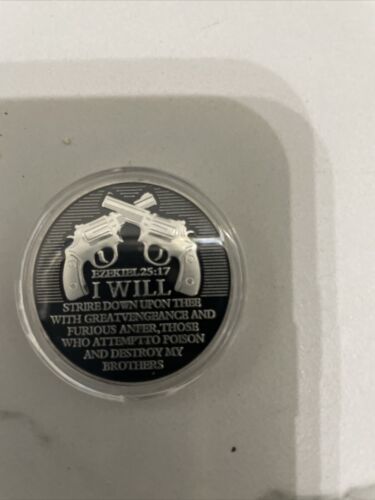 EZEKIEL 25:17
I WILL
STRIRE DOWN UPON THEE
WITH GREATVENGEANCE AND
FURIOUS ANFER,THOSE
WHO ATTEMPTTO POISON
AND DESTROY MY
BROTHERS